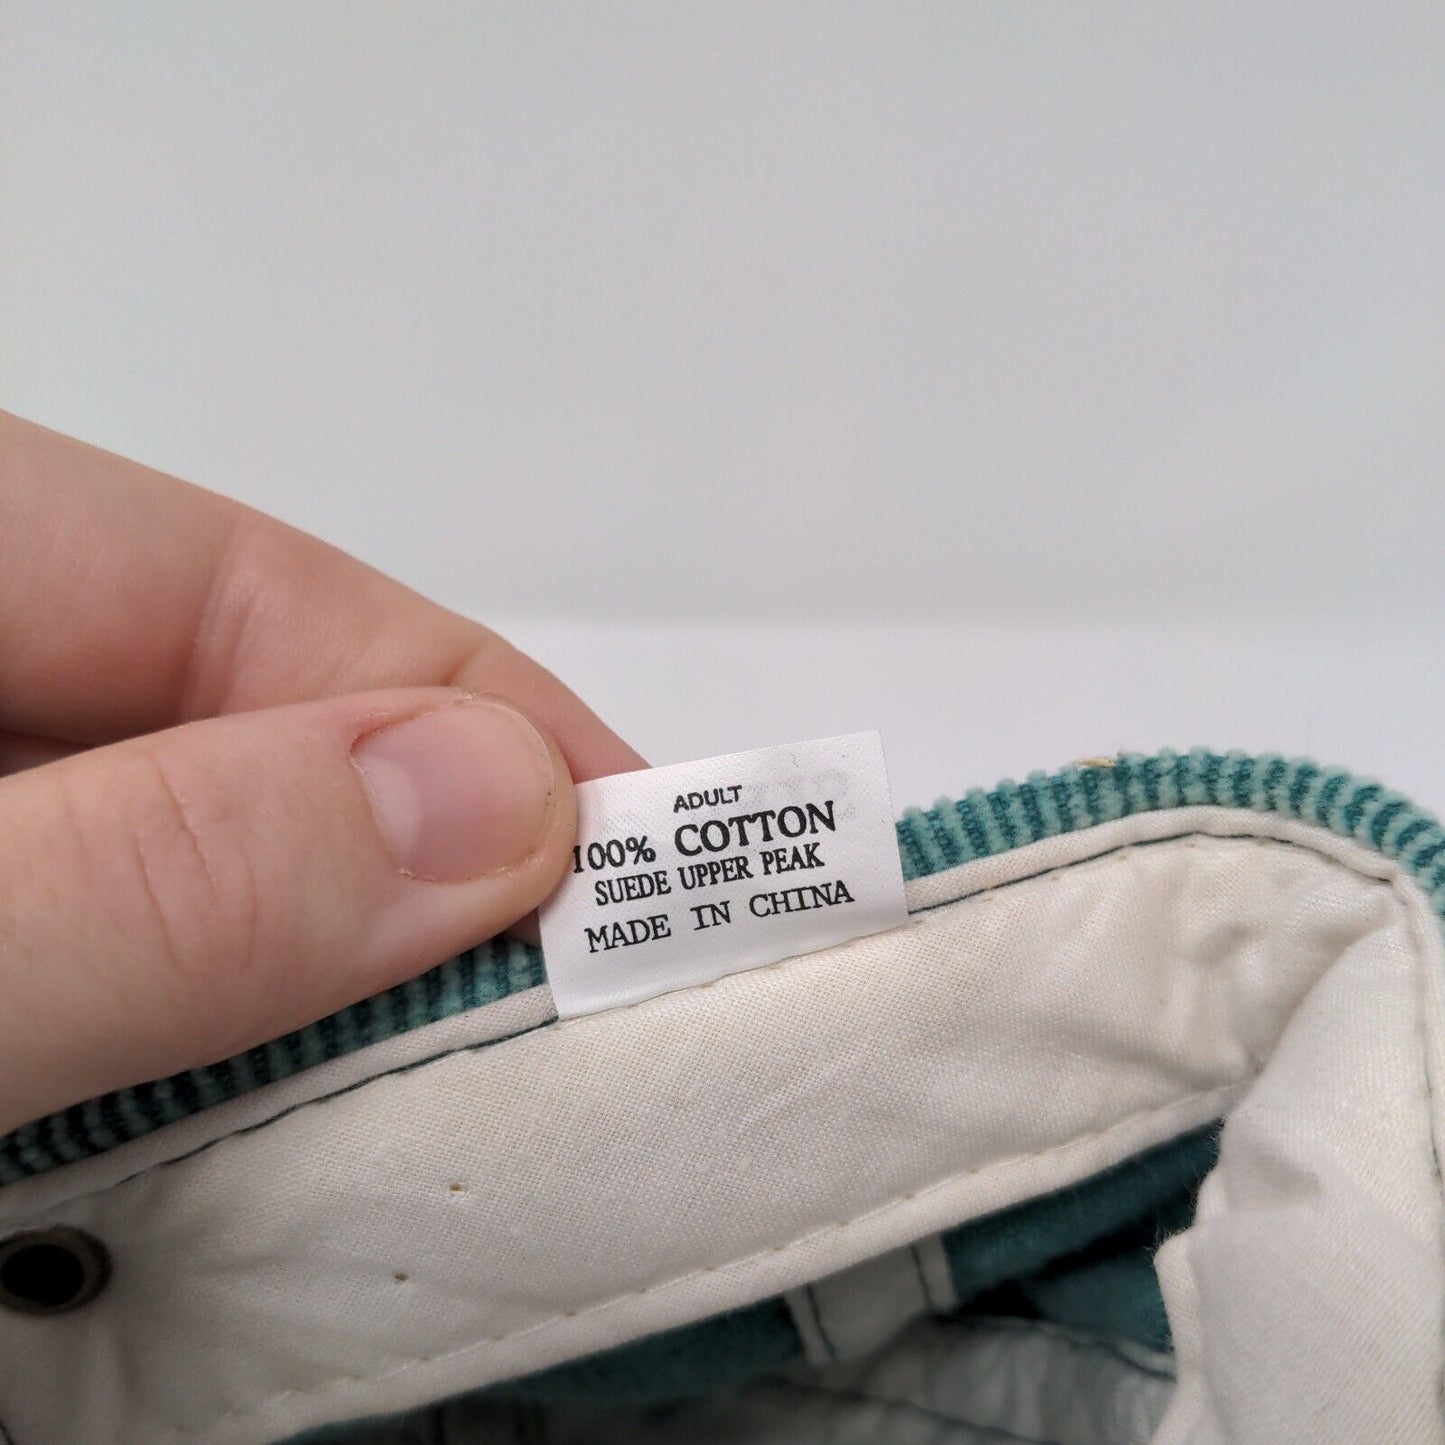 ADULT
100% COTTON
SUEDE UPPER PEAK
MADE IN CHINA